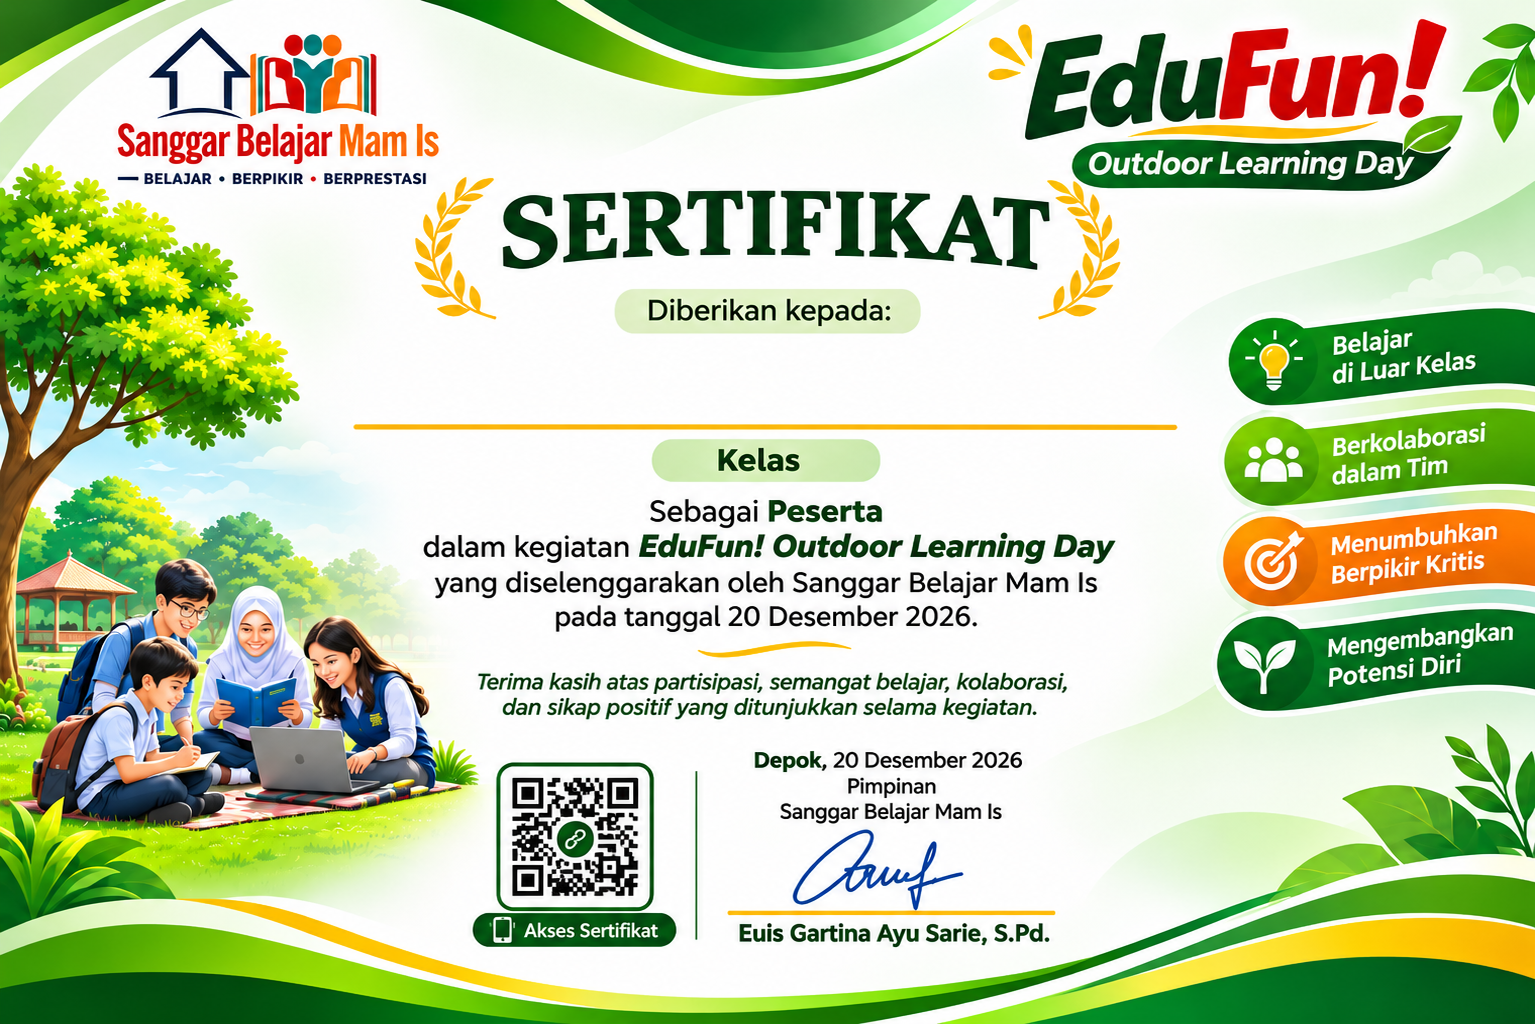 Sanggar Belajar Mam Is
BELAJAR • BERPIKIR • BERPRESTASI
EduFun!
Outdoor Learning Day
SERTIFIKAT
Diberikan kepada:
Kelas
Sebagai Peserta
dalam kegiatan EduFun! Outdoor Learning Day
yang diselenggarakan oleh Sanggar Belajar Mam Is
pada tanggal 20 Desember 2026.
Terima kasih atas partisipasi, semangat belajar, kolaborasi,
dan sikap positif yang ditunjukkan selama kegiatan.
Belajar
di Luar Kelas
Berkolaborasi
dalam Tim
Menumbuhkan
Berpikir Kritis
Mengembangkan
Potensi Diri
Akses Sertifikat
Depok, 20 Desember 2026
Pimpinan
Sanggar Belajar Mam Is
Euis Gartina Ayu Sarie, S.Pd.